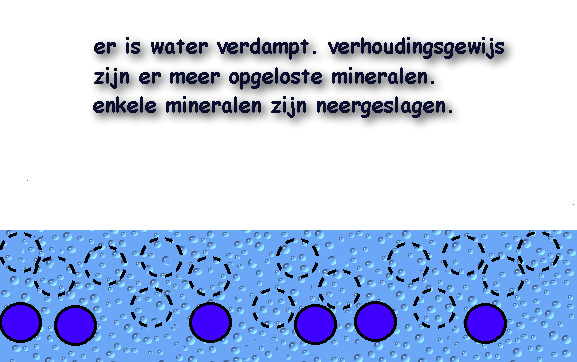 er is water verdampt. verhoudingsgewijs
zijn er meer opgeloste mineralen.
enkele mineralen zijn neergeslagen.